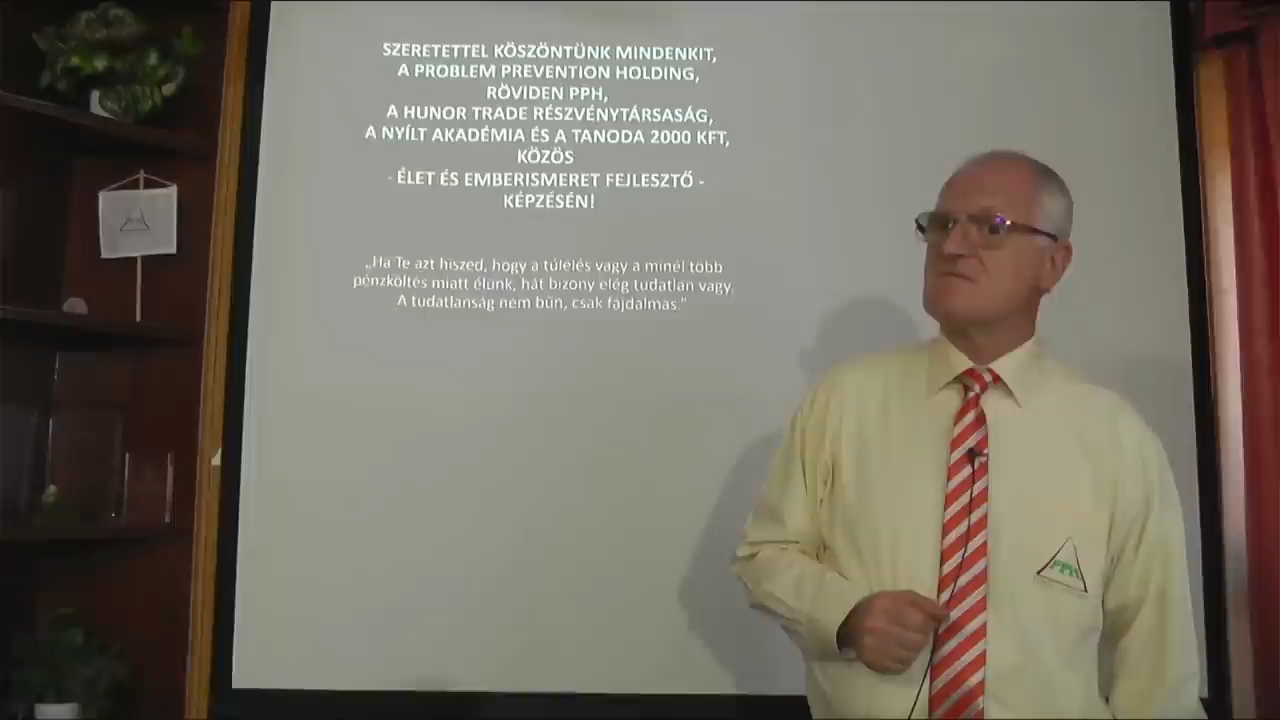 SZERETETTEL KÖSZÖNTÜNK MINDENKIT,
A PROBLEM PREVENTION HOLDING,
RÖVIDEN PPH,
A HUNOR TRADE RÉSZVÉNYTÁRSASÁG,
A NYÍLT AKADÉMIA ÉS A TANODA 2000 KFT,
KÖZÖS
- ÉLET ÉS EMBERISMERET FEJLESZTŐ -
KÉPZÉSÉN!
„Ha Te azt hiszed, hogy a túlélés vagy a minél több
pénzköltés miatt élünk, hát bizony elég tudatlan vagy.
A tudatlanság nem bűn, csak fájdalmas.”
PPH